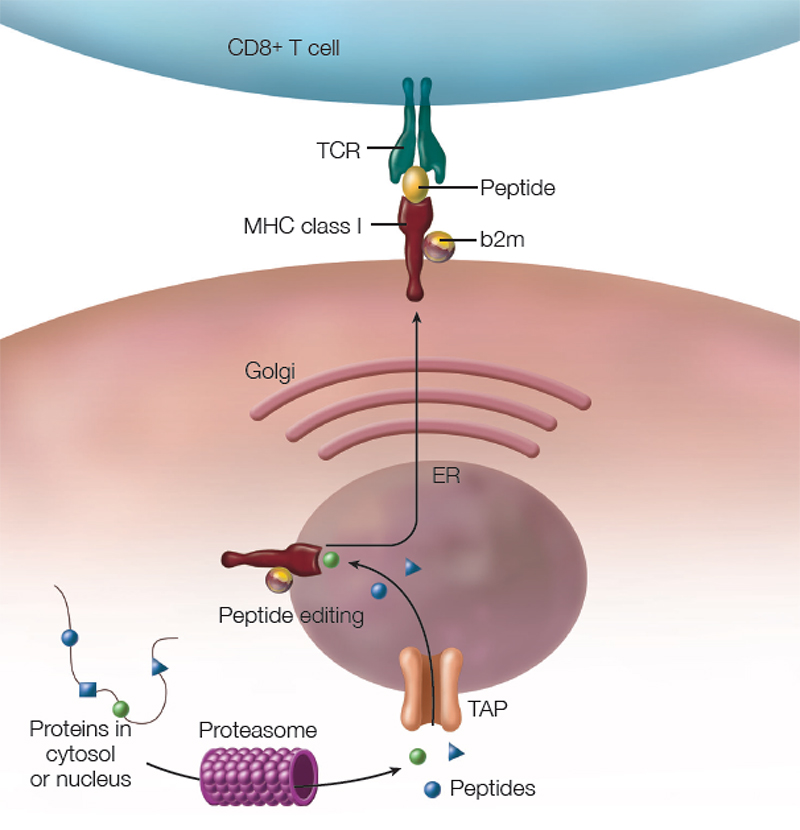 CD8+ T cell
TCR
Peptide
MHC class I
b2m
Golgi
ER
Peptide editing
TAP
Proteins in
cytosol
or nucleus
Proteasome
Peptides